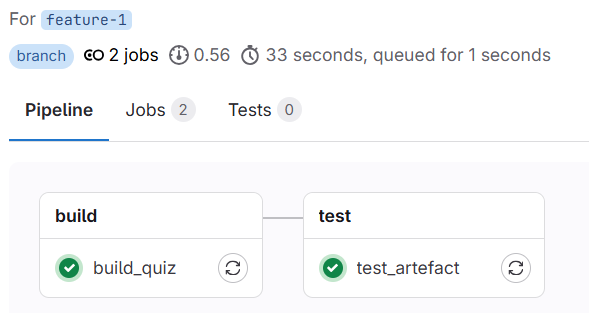 For feature-1
branch 2 jobs 0.56 33 seconds, queued for 1 seconds
Pipeline Jobs 2 Tests 0
build test
build_quiz test_artefact